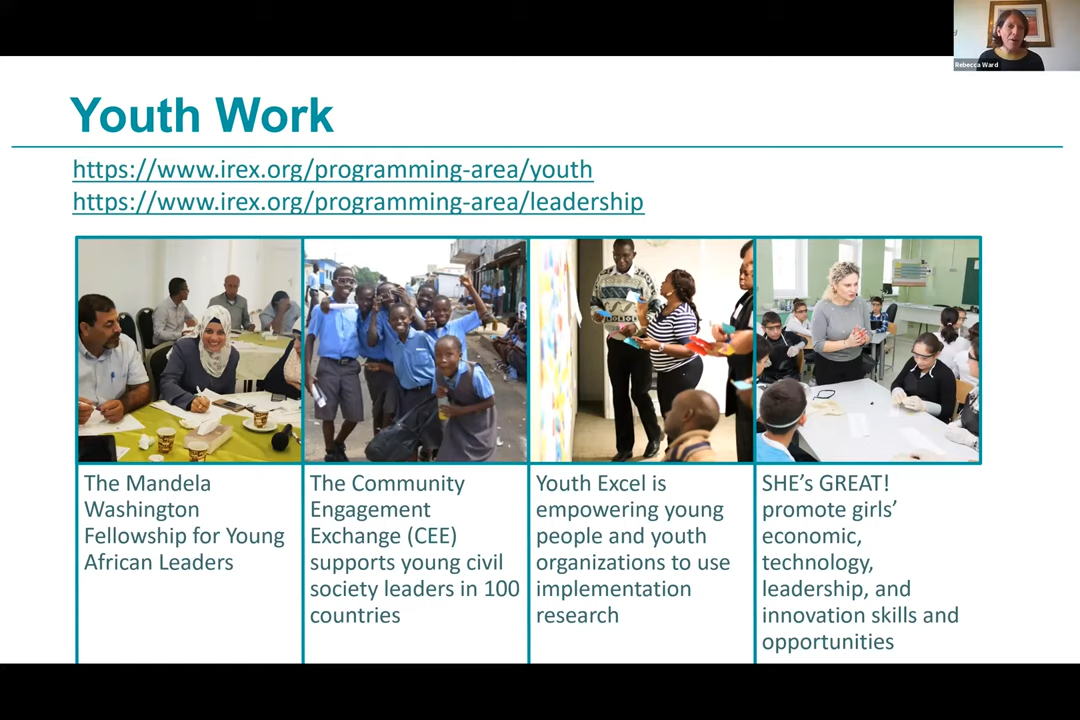 Rebecca Ward
Youth Work
https://www.irex.org/programming-area/youth
https://www.irex.org/programming-area/leadership
The Mandela
Washington
Fellowship for Young
African Leaders
The Community
Engagement
Exchange (CEE)
supports young civil
society leaders in 100
countries
Youth Excel is
empowering young
people and youth
organizations to use
implementation
research
SHE’s GREAT!
promote girls’
economic,
technology,
leadership, and
innovation skills and
opportunities